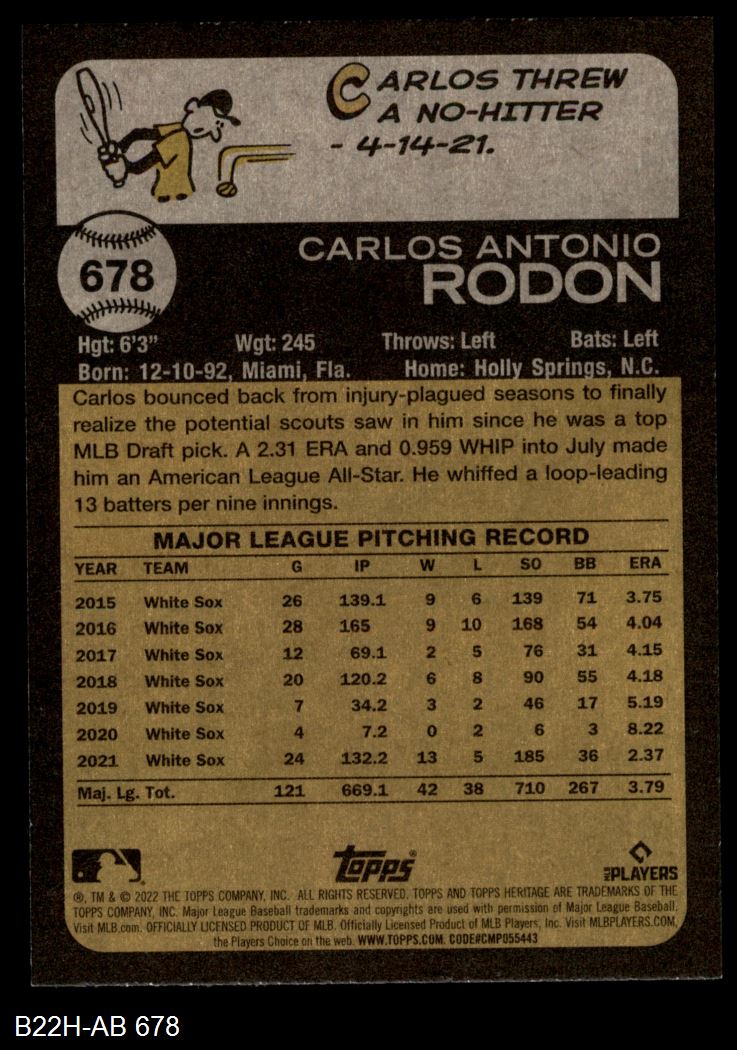 CARLOS THREW
A NO-HITTER
- 4-14-21.
678
CARLOS ANTONIO
RODON
Hgt: 6'3" Wgt: 245 Throws: Left Bats: Left
Born: 12-10-92, Miami, Fla. Home: Holly Springs, N.C.
Carlos bounced back from injury-plagued seasons to finally
realize the potential scouts saw in him since he was a top
MLB Draft pick. A 2.31 ERA and 0.959 WHIP into July made
him an American League All-Star. He whiffed a loop-leading
13 batters per nine innings.
MAJOR LEAGUE PITCHING RECORD
YEAR TEAM G IP W L SO BB ERA
2015 White Sox 26 139.1 9 6 139 71 3.75
2016 White Sox 28 165 9 10 168 54 4.04
2017 White Sox 12 69.1 2 5 76 31 4.15
2018 White Sox 20 120.2 6 8 90 55 4.18
2019 White Sox 7 34.2 3 2 46 17 5.19
2020 White Sox 4 7.2 0 2 6 3 8.22
2021 White Sox 24 132.2 13 5 185 36 2.37
Maj. Lg. Tot. 121 669.1 42 38 710 267 3.79
Topps® MLB PLAYERS
®, TM & © 2022 THE TOPPS COMPANY, INC. ALL RIGHTS RESERVED. TOPPS AND TOPPS HERITAGE ARE TRADEMARKS OF THE
TOPPS COMPANY, INC. Major League Baseball trademarks and copyrights are used with permission of Major League Baseball.
Visit MLB.com. OFFICIALLY LICENSED PRODUCT OF MLB. Officially Licensed Product of MLB Players, Inc. Visit MLBPLAYERS.COM,
the Players Choice on the web. WWW.TOPPS.COM. CODE#CMP055443
B22H-AB 678